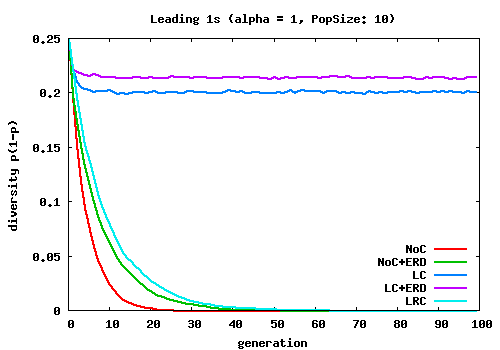 Leading 1s (alpha = 1, PopSize: 10)
diversity p(1-p)
0.25
0.2
0.15
0.1
0.05
0
0 10 20 30 40 50 60 70 80 90 100
generation
NoC
NoC+ERD
LC
LC+ERD
LRC